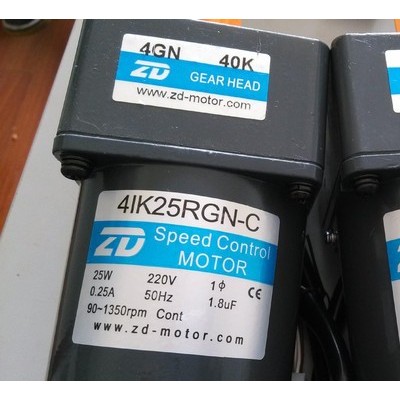 4GN 40K
ZD GEAR HEAD
www.zd-motor.com
4IK25RGN-C
ZD Speed Control
MOTOR
25W 220V 1ϕ CE
0.25A 50Hz 1.8uF
90~1350rpm Cont
www.zd-motor.com